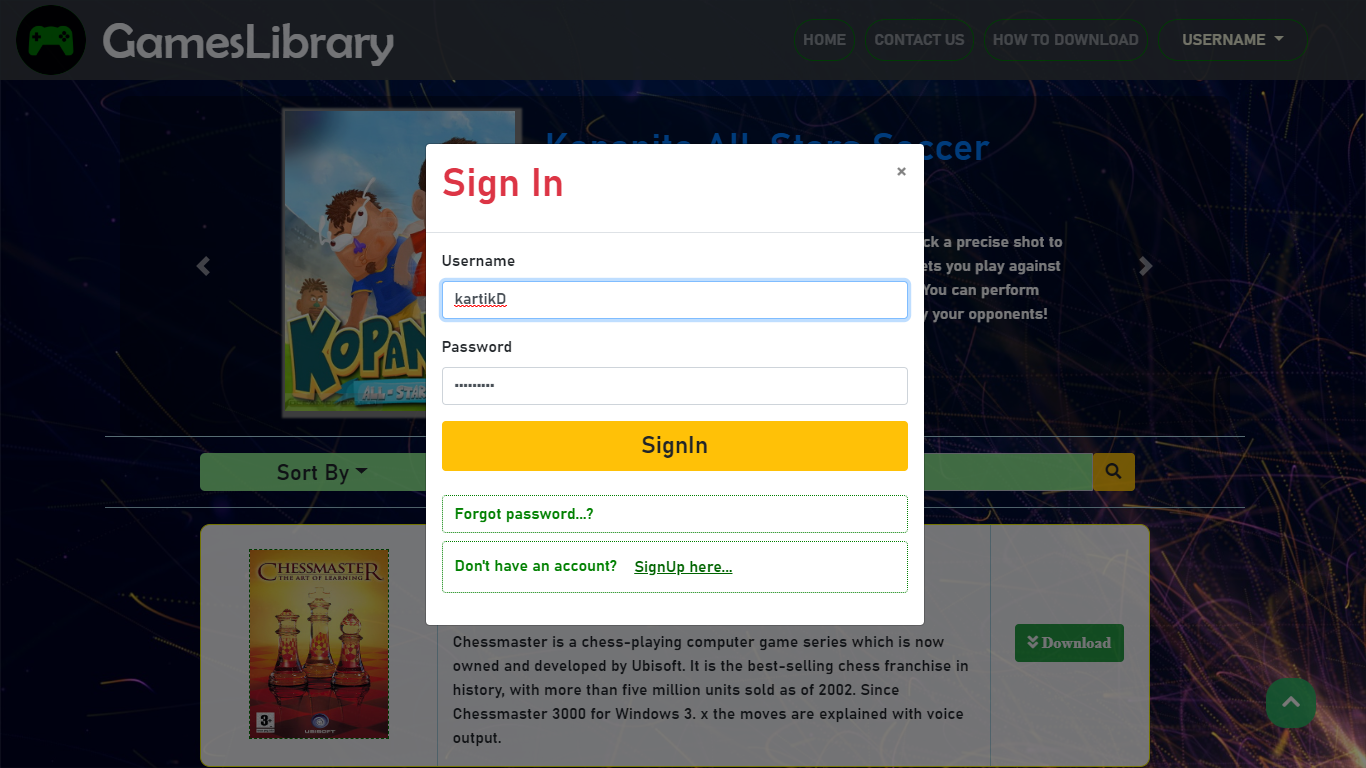 GamesLibrary
HOME
CONTACT US
HOW TO DOWNLOAD
USERNAME
Sign In
×
Username
kartikD
Password
•••••••••
SignIn
Forgot password...?
Don't have an account? SignUp here...
ck a precise shot to
ets you play against
You can perform
y your opponents!
KOPAN
ALL-STAR
Sort By
CHESSMASTER
THE ART OF LEARNING
3+
UBISOFT
Chessmaster is a chess-playing computer game series which is now
owned and developed by Ubisoft. It is the best-selling chess franchise in
history, with more than five million units sold as of 2002. Since
Chessmaster 3000 for Windows 3. x the moves are explained with voice
output.
Download